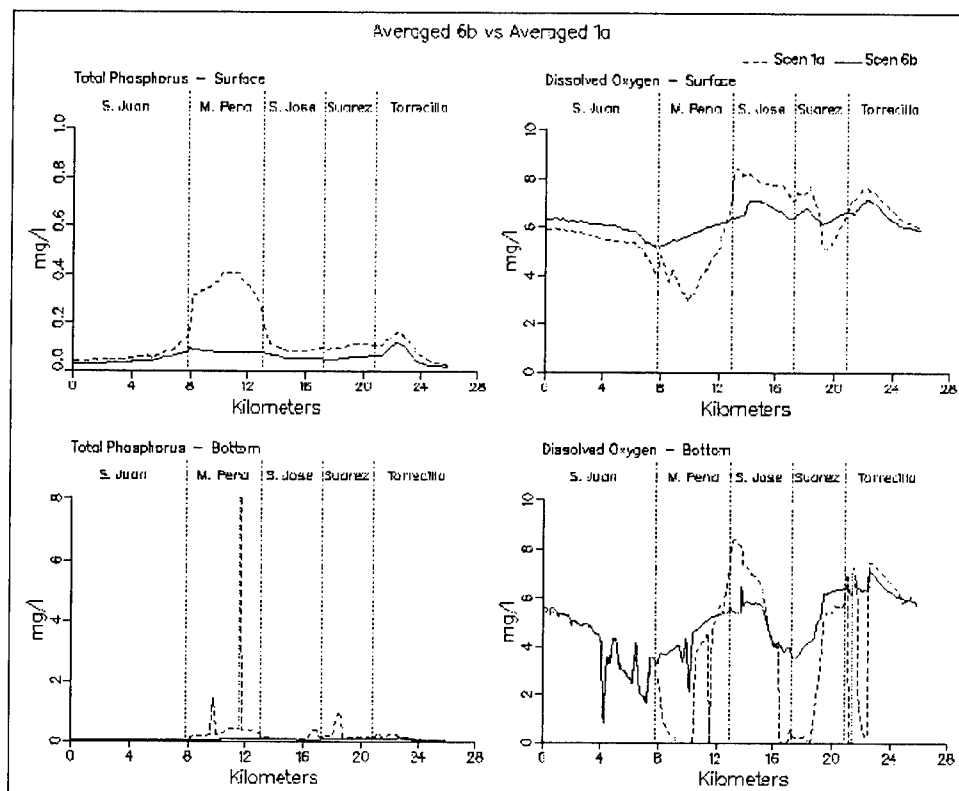 Averaged 6b vs Averaged 1a
Scen 1a
Scen 6b
Total Phosphorus – Surface
S. Juan
M. Pena
S. Jose
Suarez
Torrecilla
mg/l
0.0
0.2
0.4
0.6
0.8
1.0
0
4
8
12
16
20
24
28
Kilometers
Dissolved Oxygen – Surface
S. Juan
M. Pena
S. Jose
Suarez
Torrecilla
mg/l
0
2
4
6
8
10
0
4
8
12
16
20
24
28
Kilometers
Total Phosphorus – Bottom
S. Juan
M. Pena
S. Jose
Suarez
Torrecilla
mg/l
0
2
4
6
8
0
4
8
12
16
20
24
28
Kilometers
Dissolved Oxygen – Bottom
S. Juan
M. Pena
S. Jose
Suarez
Torrecilla
mg/l
0
2
4
6
8
10
0
4
8
12
16
20
24
28
Kilometers